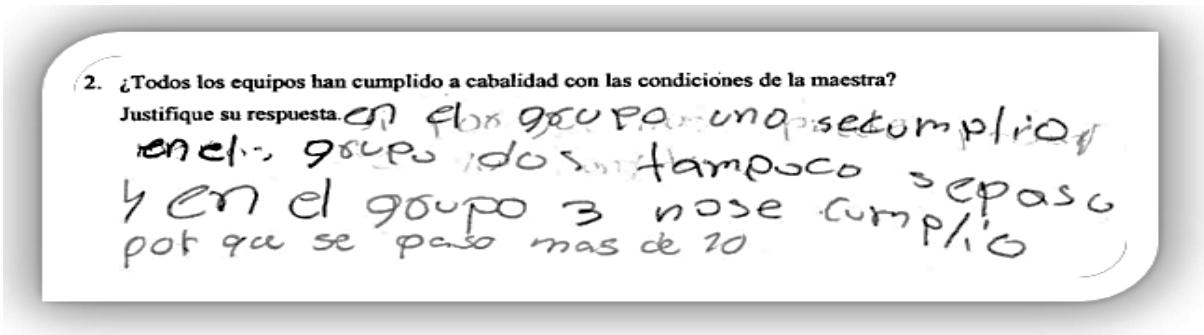 2. ¿Todos los equipos han cumplido a cabalidad con las condiciones de la maestra?
Justifique su respuesta. en el grupo uno secumplio
en el grupo dos tampoco sepaso
y en el grupo 3 nose cumplio
por que se paso mas de 20